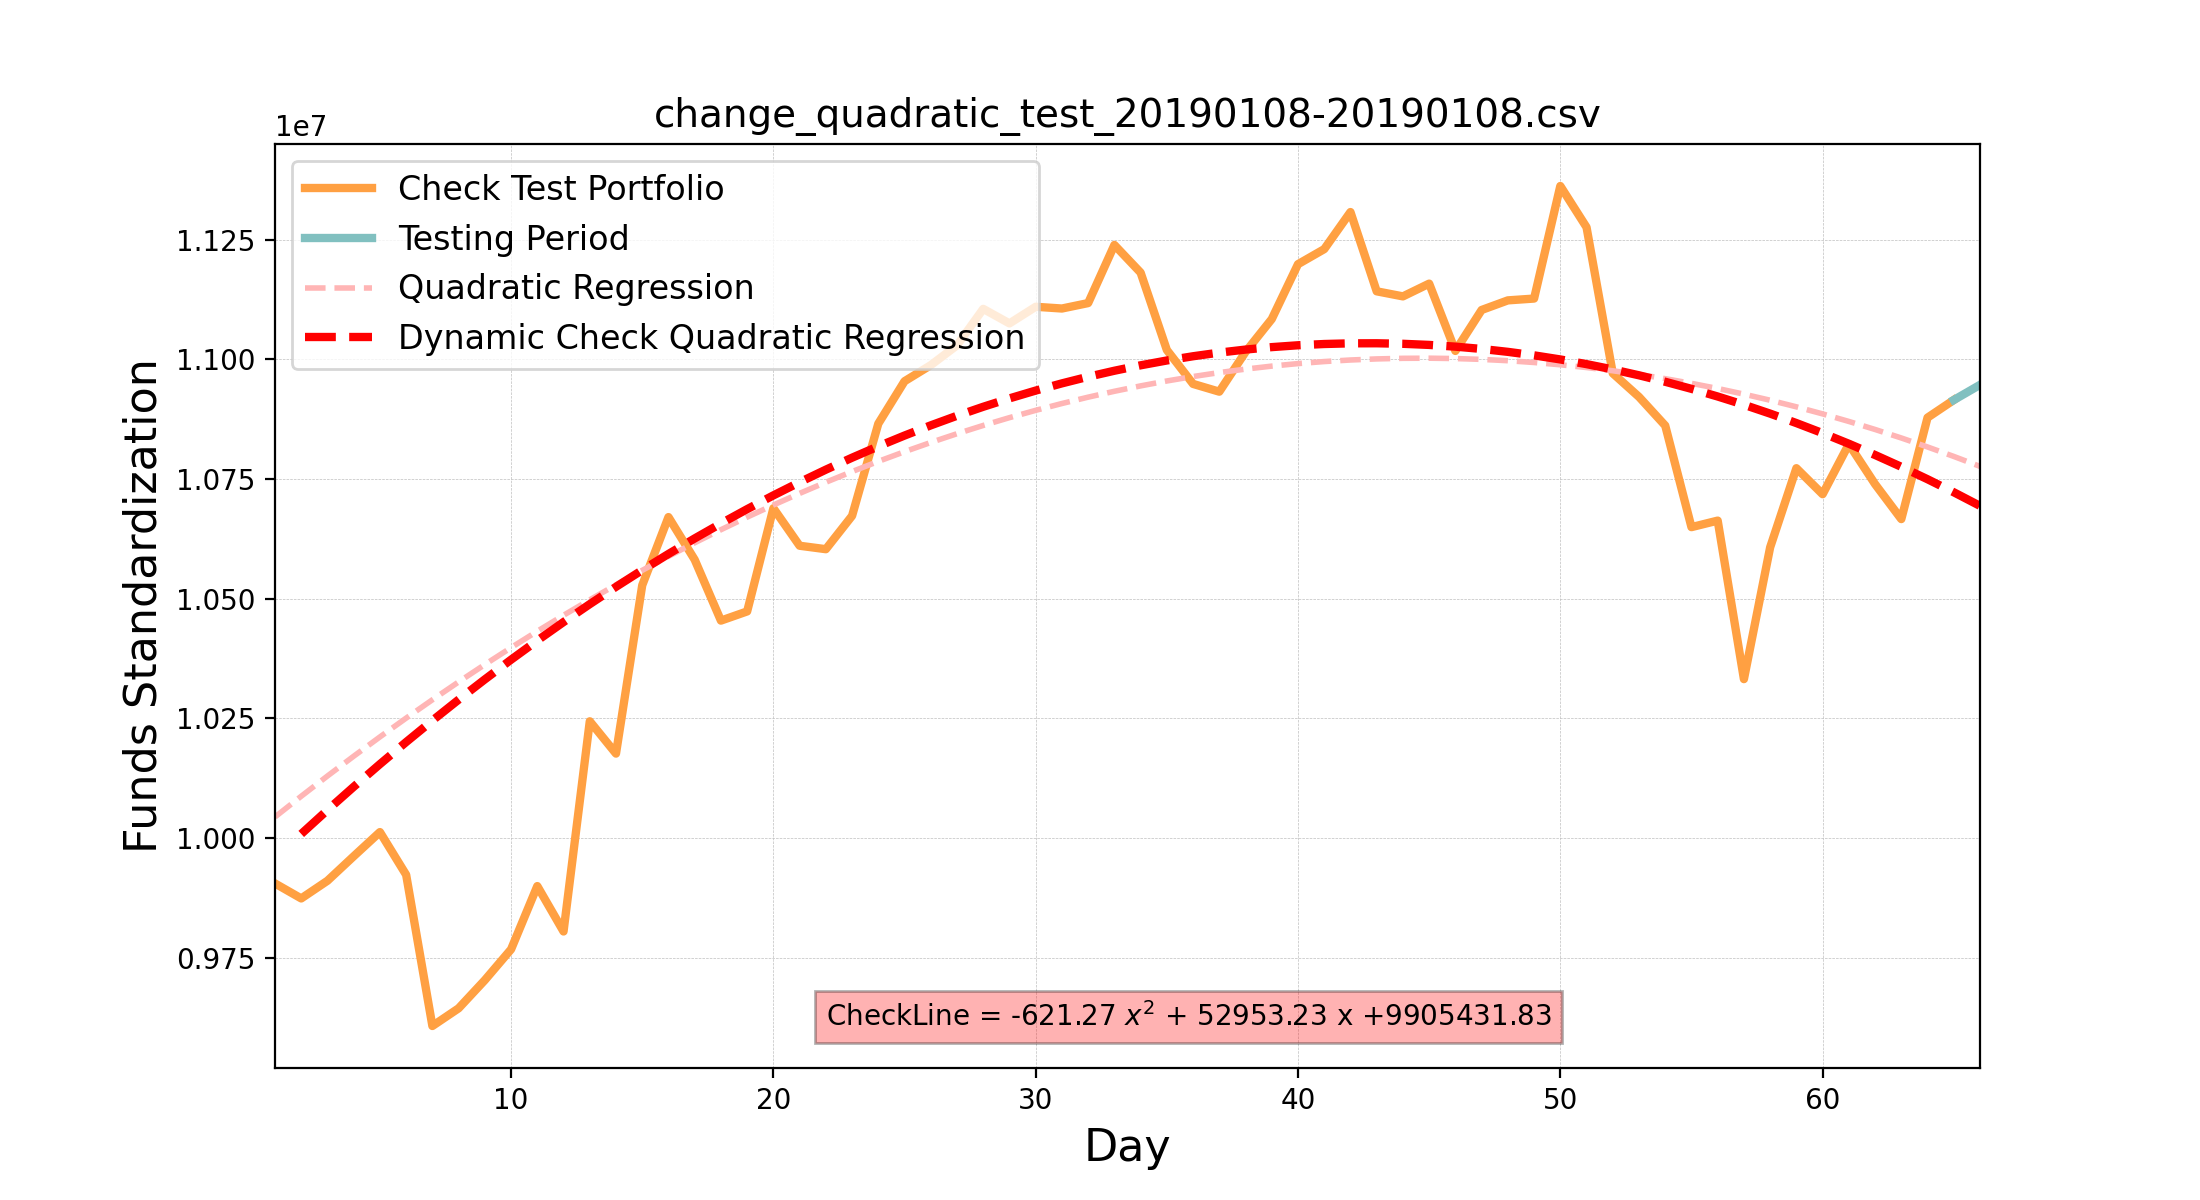 change_quadratic_test_20190108-20190108.csv
1e7
Check Test Portfolio
Testing Period
Quadratic Regression
Dynamic Check Quadratic Regression
Funds Standardization
1.125
1.100
1.075
1.050
1.025
1.000
0.975
CheckLine = -621.27 x² + 52953.23 x +9905431.83
10 20 30 40 50 60
Day